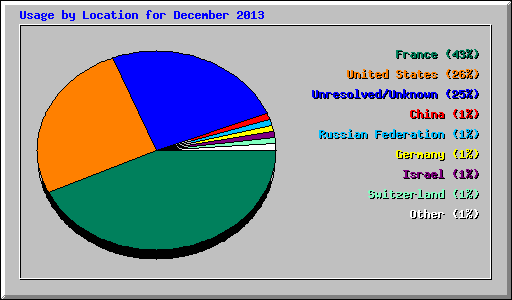 Usage by Location for December 2013
France (43%)
United States (26%)
Unresolved/Unknown (25%)
China (1%)
Russian Federation (1%)
Germany (1%)
Israel (1%)
Switzerland (1%)
Other (1%)